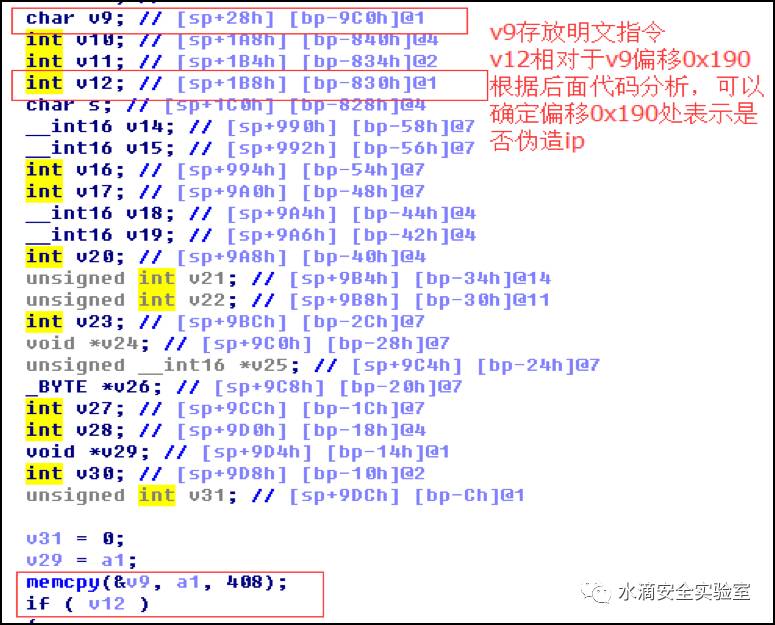 char v9; // [sp+28h] [bp-9C0h]@1
int v10; // [sp+1A8h] [bp-840h]@4
int v11; // [sp+1B4h] [bp-834h]@2
int v12; // [sp+1B8h] [bp-830h]@1
char s; // [sp+1C0h] [bp-828h]@4
__int16 v14; // [sp+990h] [bp-58h]@7
__int16 v15; // [sp+992h] [bp-56h]@7
int v16; // [sp+994h] [bp-54h]@7
int v17; // [sp+9A0h] [bp-48h]@7
__int16 v18; // [sp+9A4h] [bp-44h]@4
__int16 v19; // [sp+9A6h] [bp-42h]@4
int v20; // [sp+9A8h] [bp-40h]@4
unsigned int v21; // [sp+9B4h] [bp-34h]@14
unsigned int v22; // [sp+9B8h] [bp-30h]@11
int v23; // [sp+9BCh] [bp-2Ch]@7
void *v24; // [sp+9C0h] [bp-28h]@7
unsigned __int16 *v25; // [sp+9C4h] [bp-24h]@7
_BYTE *v26; // [sp+9C8h] [bp-20h]@7
int v27; // [sp+9CCh] [bp-1Ch]@7
int v28; // [sp+9D0h] [bp-18h]@4
void *v29; // [sp+9D4h] [bp-14h]@1
int v30; // [sp+9D8h] [bp-10h]@2
unsigned int v31; // [sp+9DCh] [bp-Ch]@1
v31 = 0;
v29 = a1;
memcpy(&v9, a1, 408);
if ( v12 )
v9存放明文指令
v12相对于v9偏移0x190
根据后面代码分析，可以
确定偏移0x190处表示是
否伪造ip
水滴安全实验室